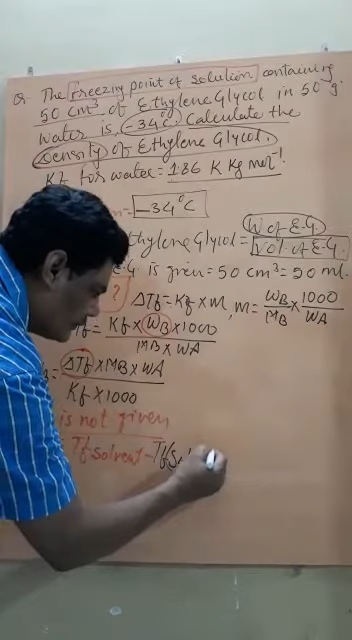 Q. The freezing point of solution containing
50 cm³ of Ethylene Glycol in 50 g.
water is -34°C. Calculate the
Density of Ethylene Glycol.
Kf for water = 1.86 K Kg mol⁻¹.
= -34°C
thylene Glycol = W of E.G. / Vol. of E.G.
E.G is given = 50 cm³ = 50 ml.
? ΔTf = Kf × m, m = WB/MB × 1000/WA
Tf = Kf × WB × 1000 / MB × WA
B = ΔTf × MB × WA / Kf × 1000
is not given
= Tf Solvent - Tf Sol